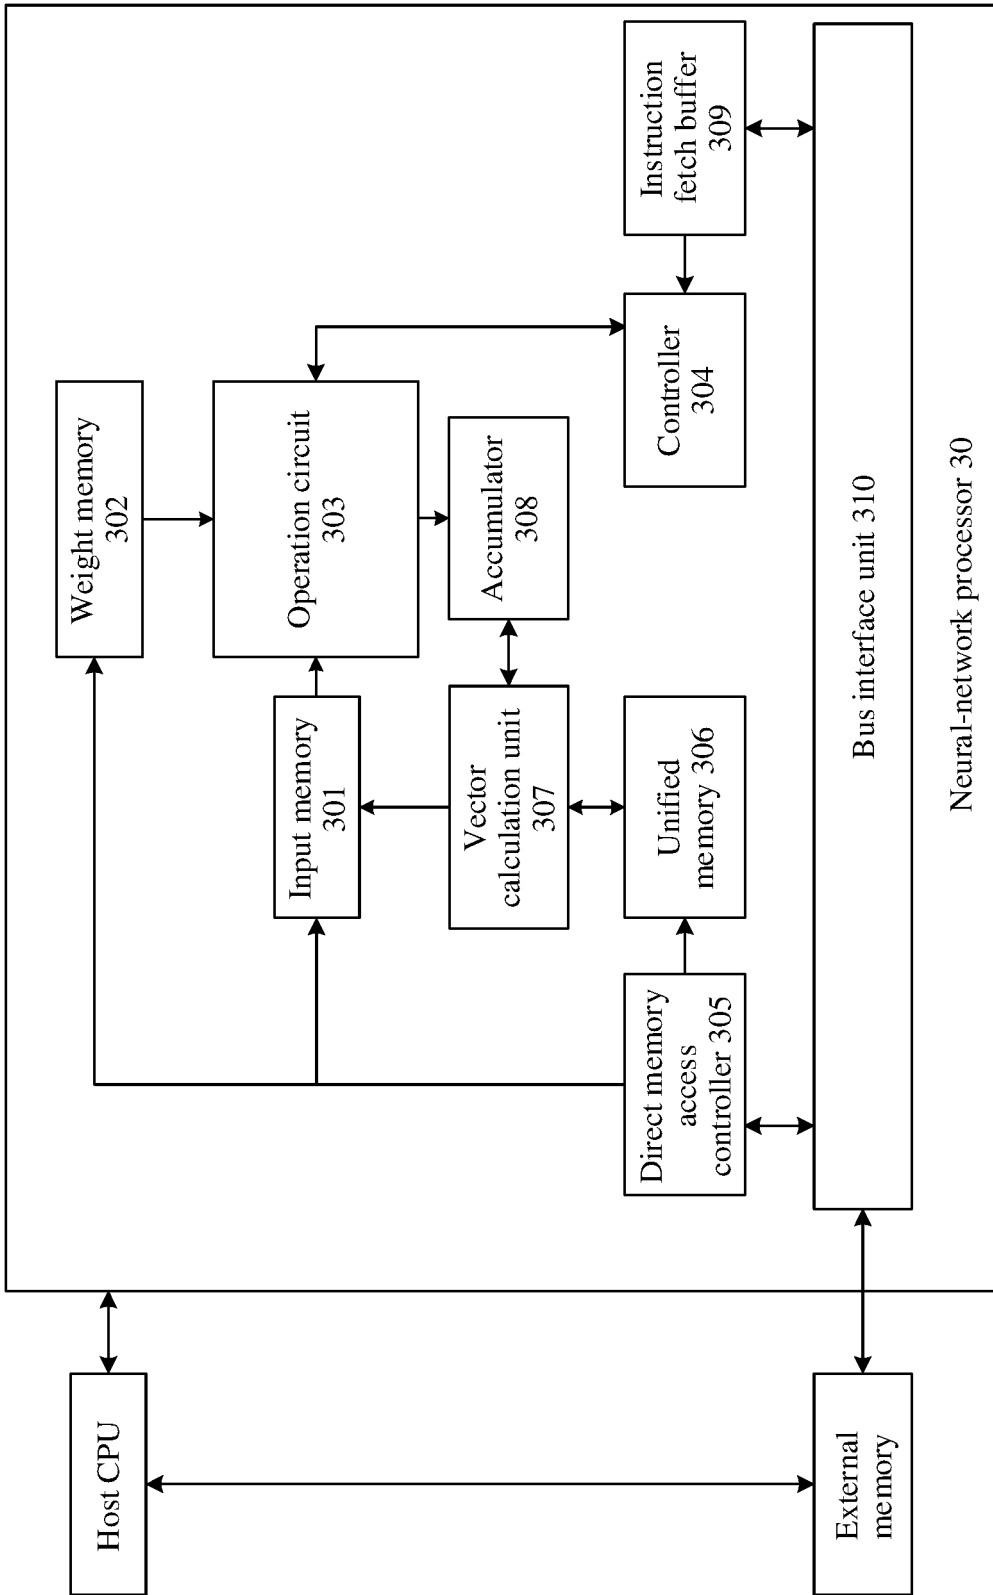 Host CPU
External
memory
Weight memory
302
Input memory
301
Operation circuit
303
Vector
calculation unit
307
Accumulator
308
Direct memory
access
controller 305
Unified
memory 306
Controller
304
Instruction
fetch buffer
309
Bus interface unit 310
Neural-network processor 30